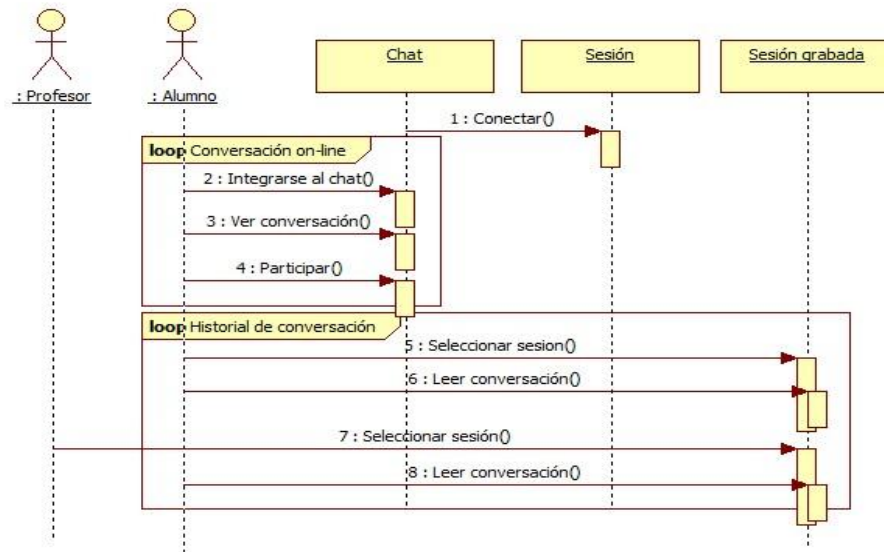 : Profesor
: Alumno
Chat
Sesión
Sesión grabada
1 : Conectar()
loop Conversación on-line
2 : Integrarse al chat()
3 : Ver conversación()
4 : Participar()
loop Historial de conversación
5 : Seleccionar sesion()
6 : Leer conversación()
7 : Seleccionar sesión()
8 : Leer conversación()